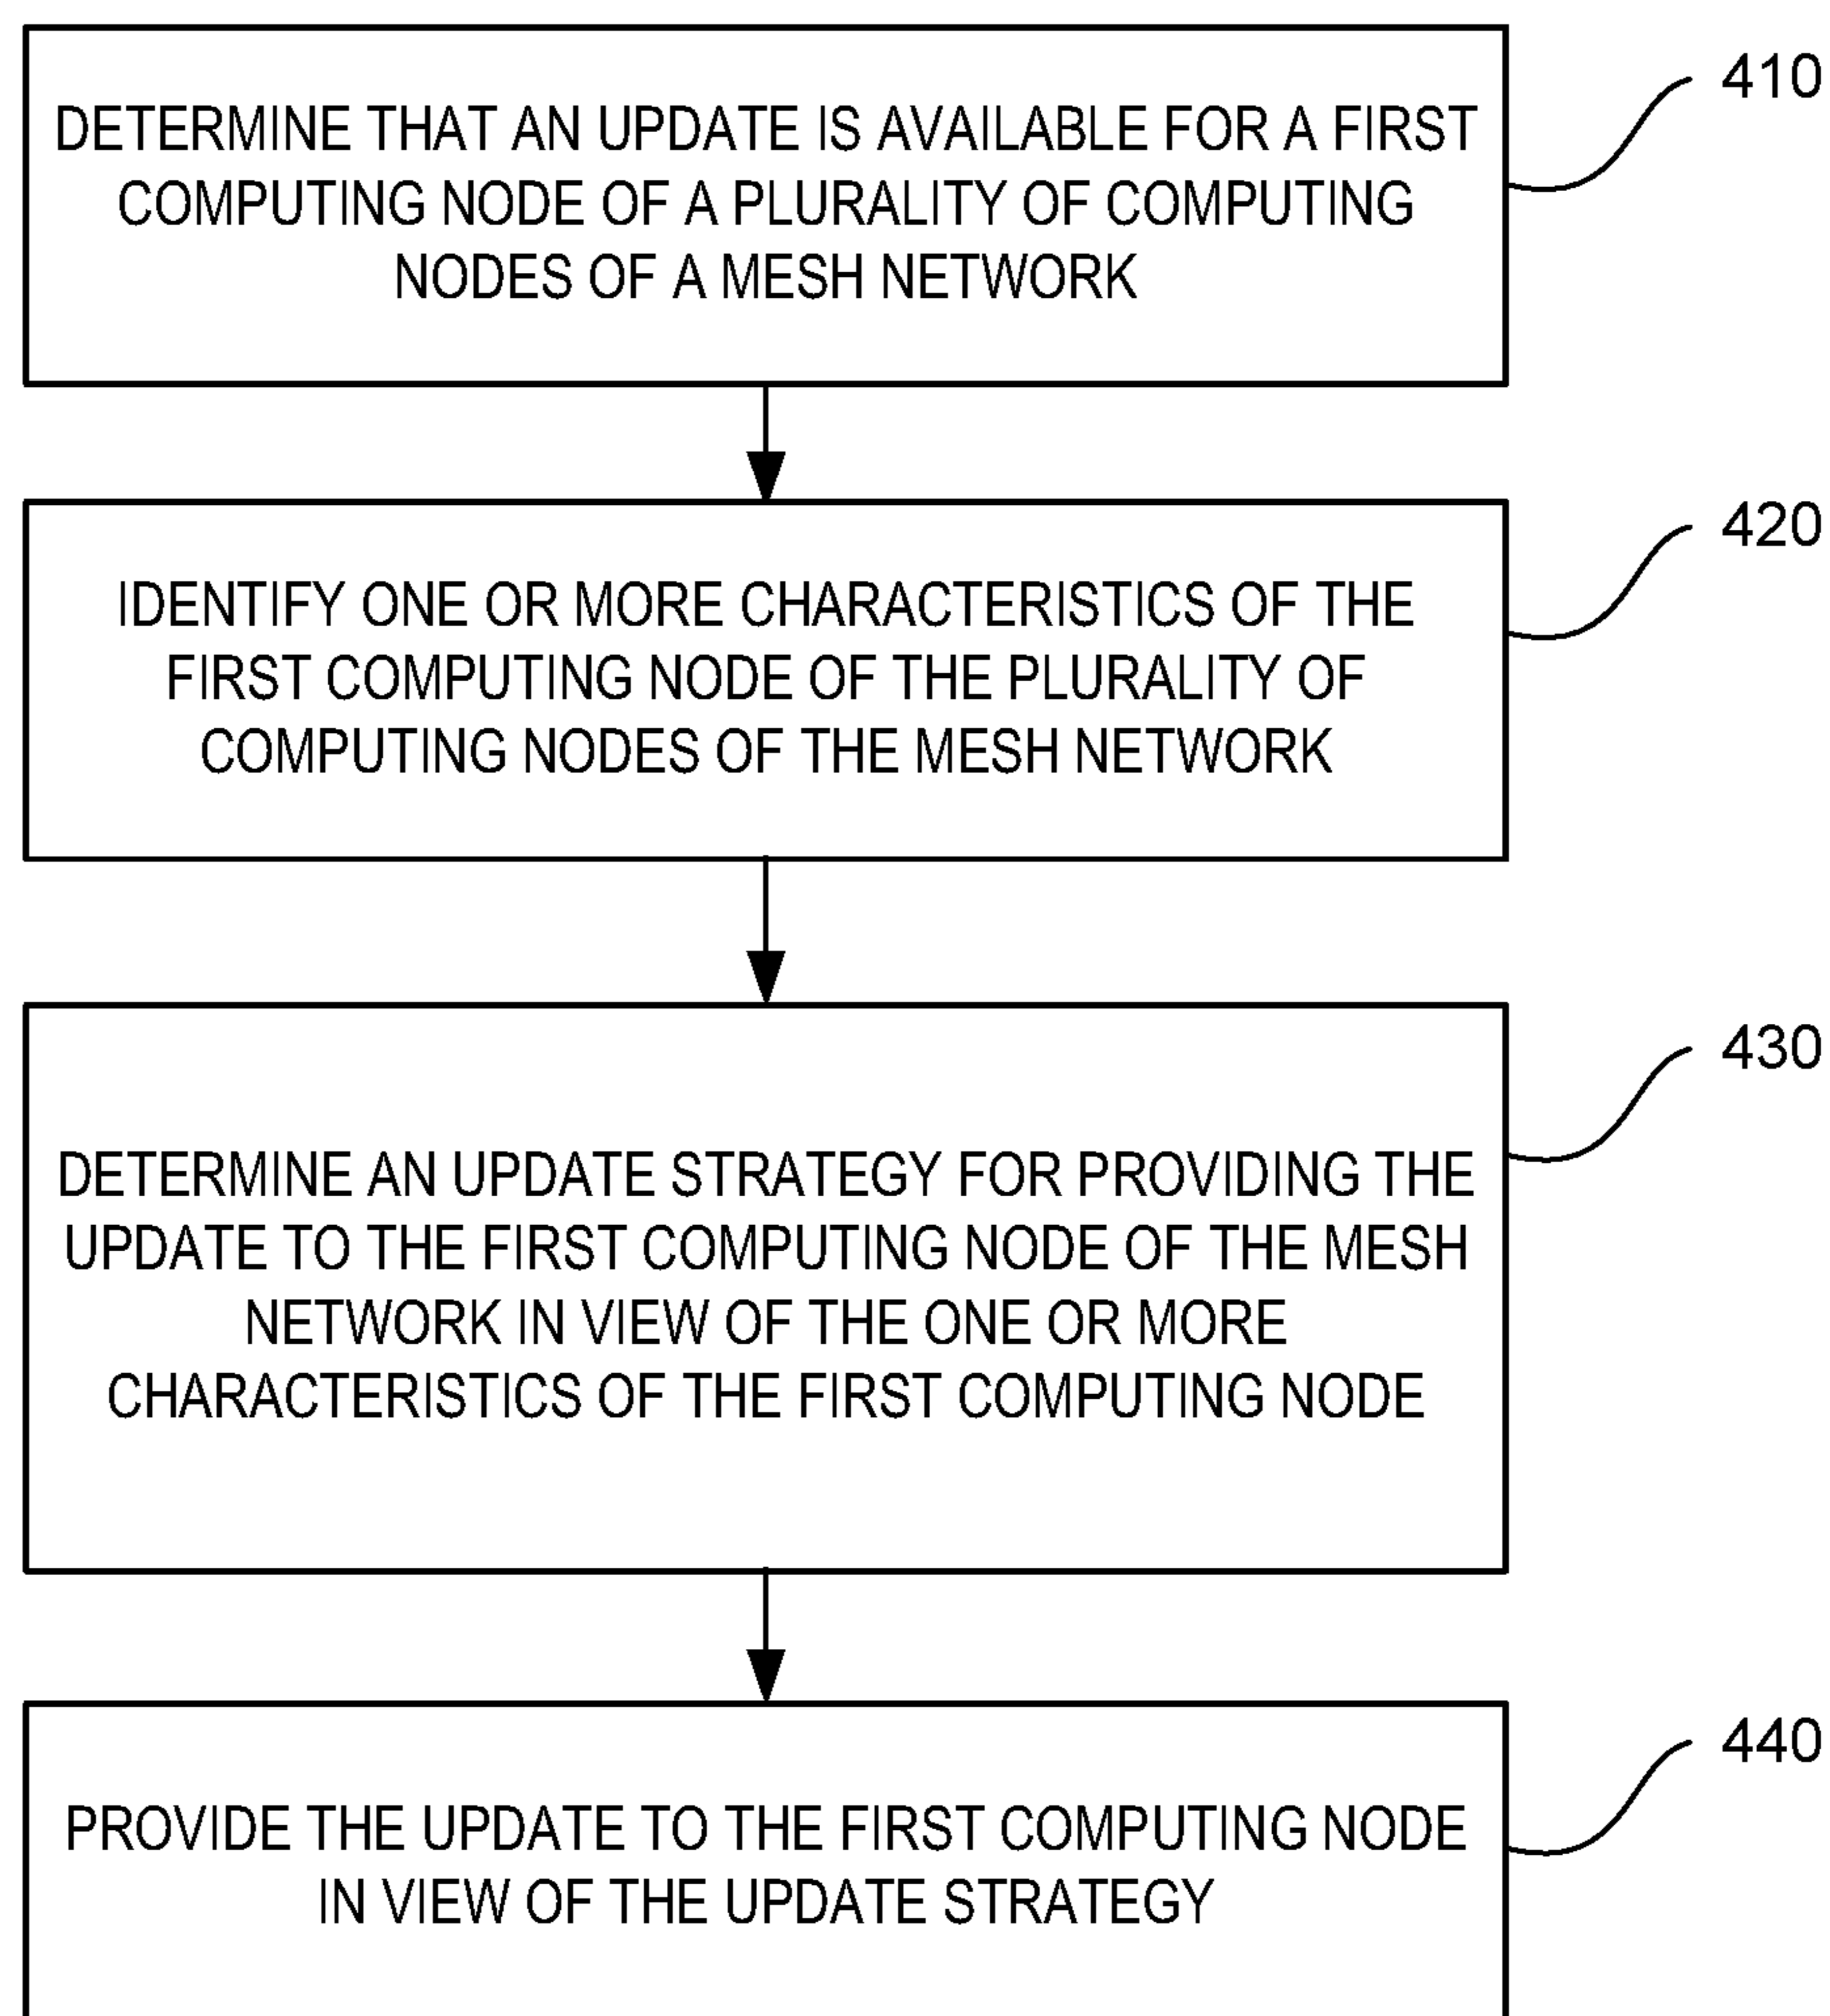 410
DETERMINE THAT AN UPDATE IS AVAILABLE FOR A FIRST
COMPUTING NODE OF A PLURALITY OF COMPUTING
NODES OF A MESH NETWORK
420
IDENTIFY ONE OR MORE CHARACTERISTICS OF THE
FIRST COMPUTING NODE OF THE PLURALITY OF
COMPUTING NODES OF THE MESH NETWORK
430
DETERMINE AN UPDATE STRATEGY FOR PROVIDING THE
UPDATE TO THE FIRST COMPUTING NODE OF THE MESH
NETWORK IN VIEW OF THE ONE OR MORE
CHARACTERISTICS OF THE FIRST COMPUTING NODE
440
PROVIDE THE UPDATE TO THE FIRST COMPUTING NODE
IN VIEW OF THE UPDATE STRATEGY